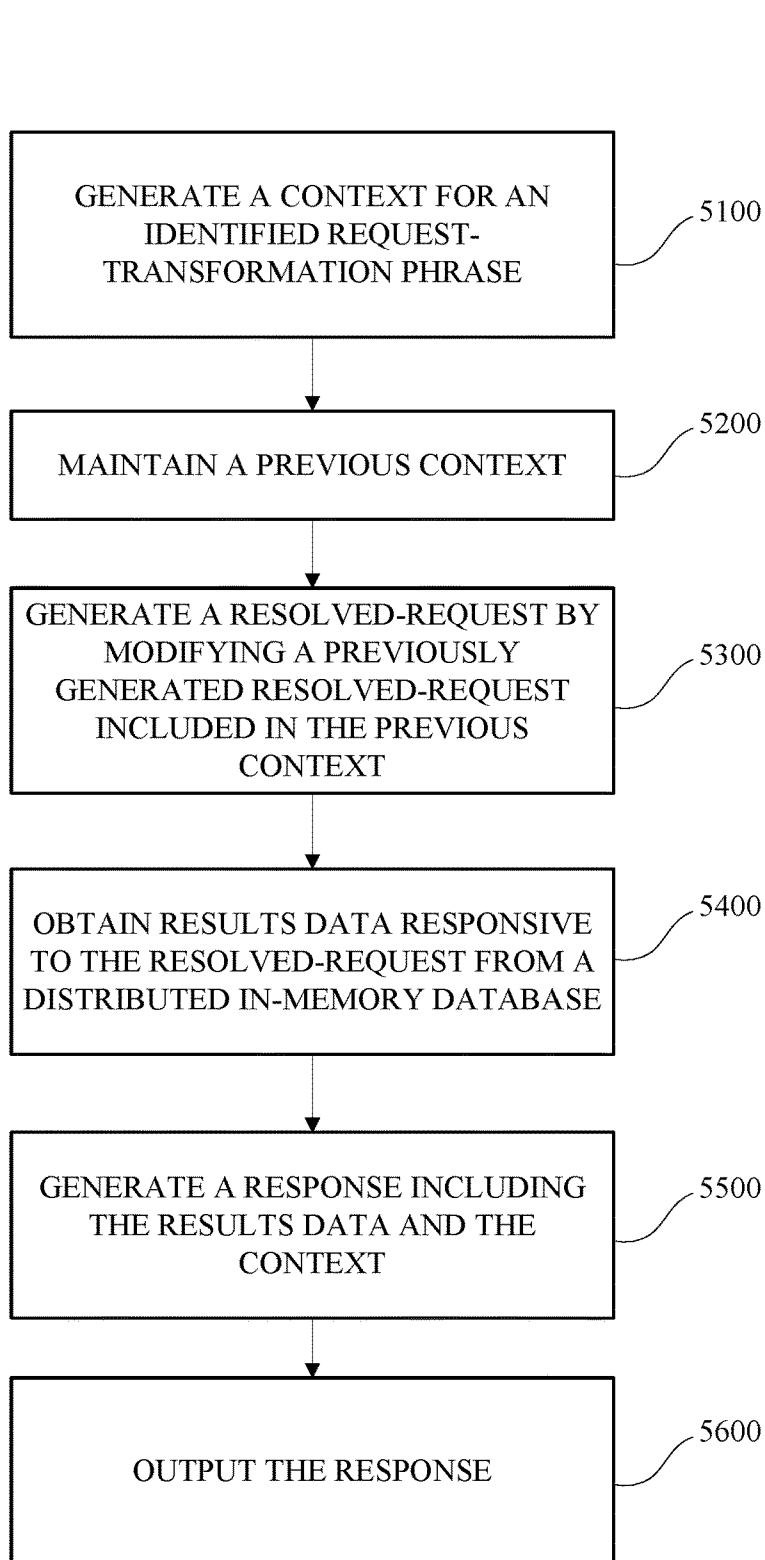 GENERATE A CONTEXT FOR AN
IDENTIFIED REQUEST-
TRANSFORMATION PHRASE
5100
MAINTAIN A PREVIOUS CONTEXT
5200
GENERATE A RESOLVED-REQUEST BY
MODIFYING A PREVIOUSLY
GENERATED RESOLVED-REQUEST
INCLUDED IN THE PREVIOUS
CONTEXT
5300
OBTAIN RESULTS DATA RESPONSIVE
TO THE RESOLVED-REQUEST FROM A
DISTRIBUTED IN-MEMORY DATABASE
5400
GENERATE A RESPONSE INCLUDING
THE RESULTS DATA AND THE
CONTEXT
5500
OUTPUT THE RESPONSE
5600